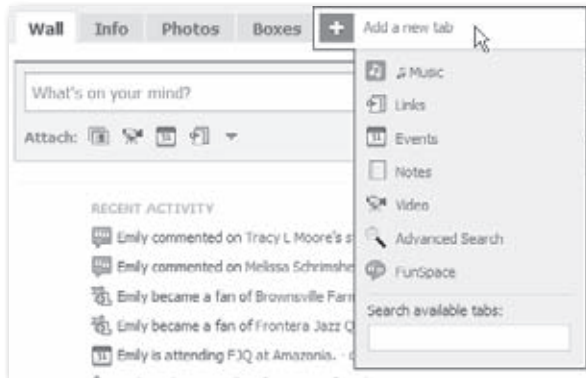 Wall Info Photos Boxes + Add a new tab
What's on your mind?
Attach:
♫ Music
Links
Events
Notes
Video
Advanced Search
FunSpace
Search available tabs:
RECENT ACTIVITY
Emily commented on Tracy L Moore's
Emily commented on Melissa
Emily became a fan of Brownsville
Emily became a fan of Frontera Jazz
Emily is attending FJQ at Amazonia. ·